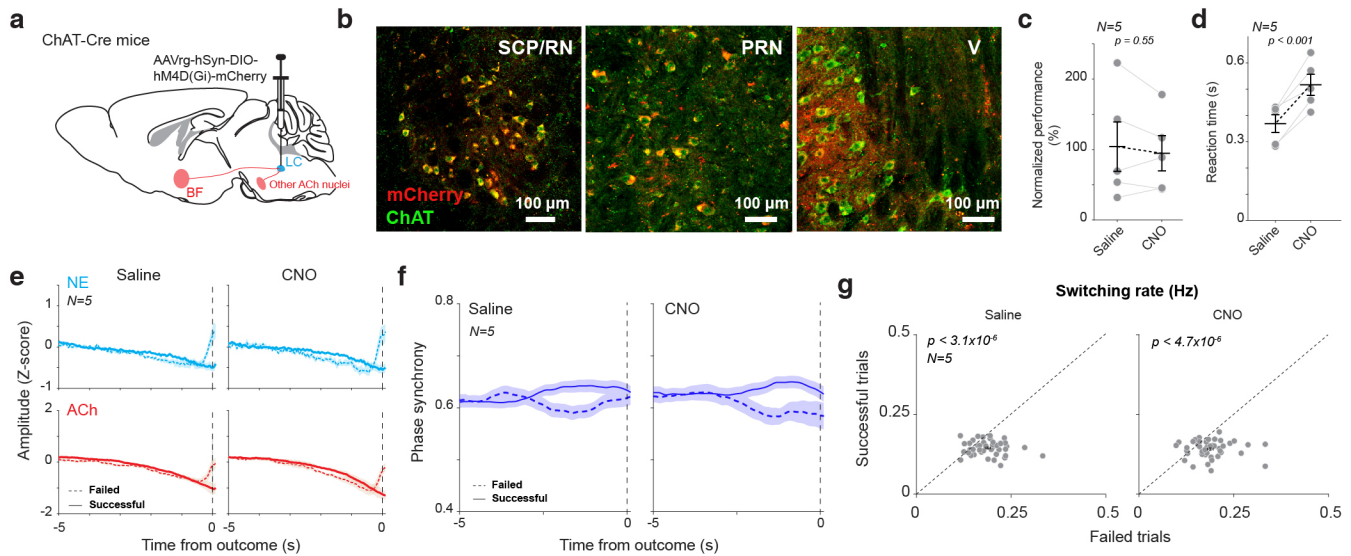 a
ChAT-Cre mice
AAVrg-hSyn-DIO-
hM4D(Gi)-mCherry
LC
BF
Other ACh nuclei
b
SCP/RN
mCherry
ChAT
100 µm
PRN
100 µm
V
100 µm
c
N=5
p = 0.55
Normalized performance
(%)
200
150
100
50
0
Saline
CNO
d
N=5
p < 0.001
Reaction time (s)
0.6
0.3
0
Saline
CNO
e
Saline
CNO
NE
N=5
Amplitude (Z-score)
1
0
-1
ACh
2
0
-2
Failed
Successful
-5
0
-5
0
Time from outcome (s)
f
Saline
N=5
CNO
Phase synchrony
0.8
0.6
0.4
Failed
Successful
-5
0
-5
0
Time from outcome (s)
g
Switching rate (Hz)
Saline
CNO
p < 3.1x10-6
N=5
p < 4.7x10-6
Successful trials
0.5
0.25
0
0
0.25
0.5
0
0.25
0.5
Failed trials